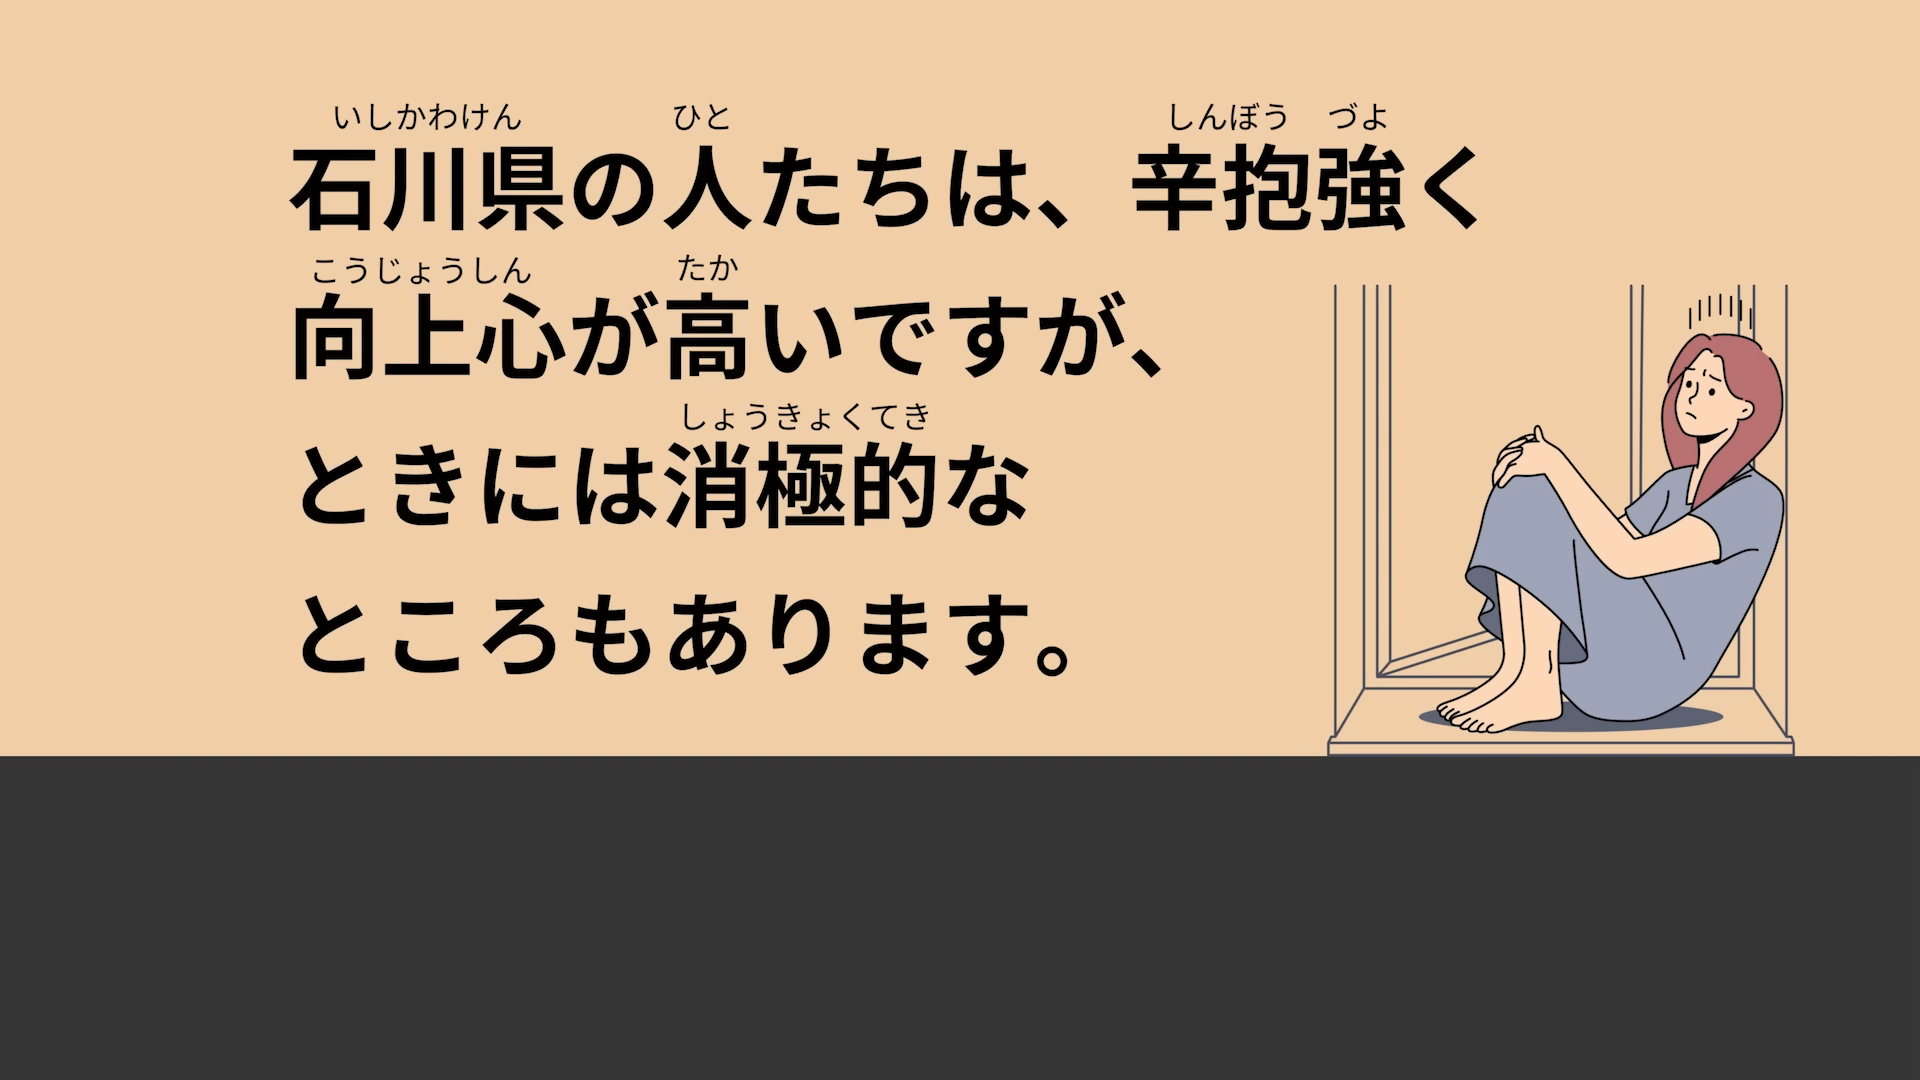 いしかわけん ひと しんぼう づよ
石川県の人たちは、辛抱強く
こうじょうしん たか
向上心が高いですが、
しょうきょくてき
ときには消極的な
ところもあります。